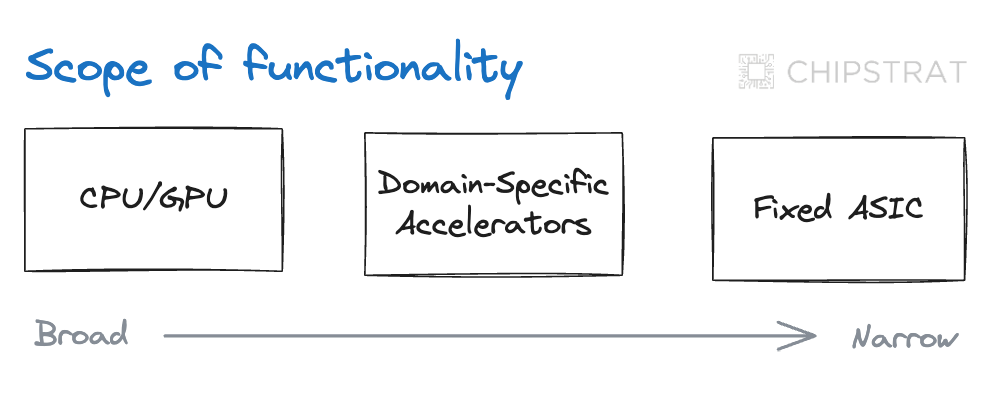 Scope of functionality
CHIPSTRAT
CPU/GPU
Domain-Specific
Accelerators
Fixed ASIC
Broad
Narrow